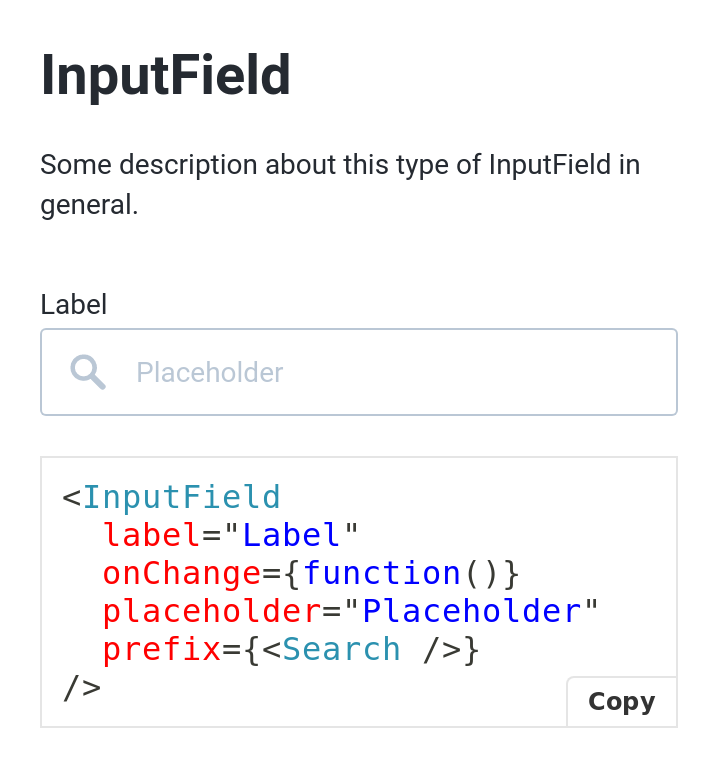 InputField
Some description about this type of InputField in
general.
Label
Placeholder
<InputField
  label="Label"
  onChange={function()}
  placeholder="Placeholder"
  prefix={<Search />}
/>
Copy